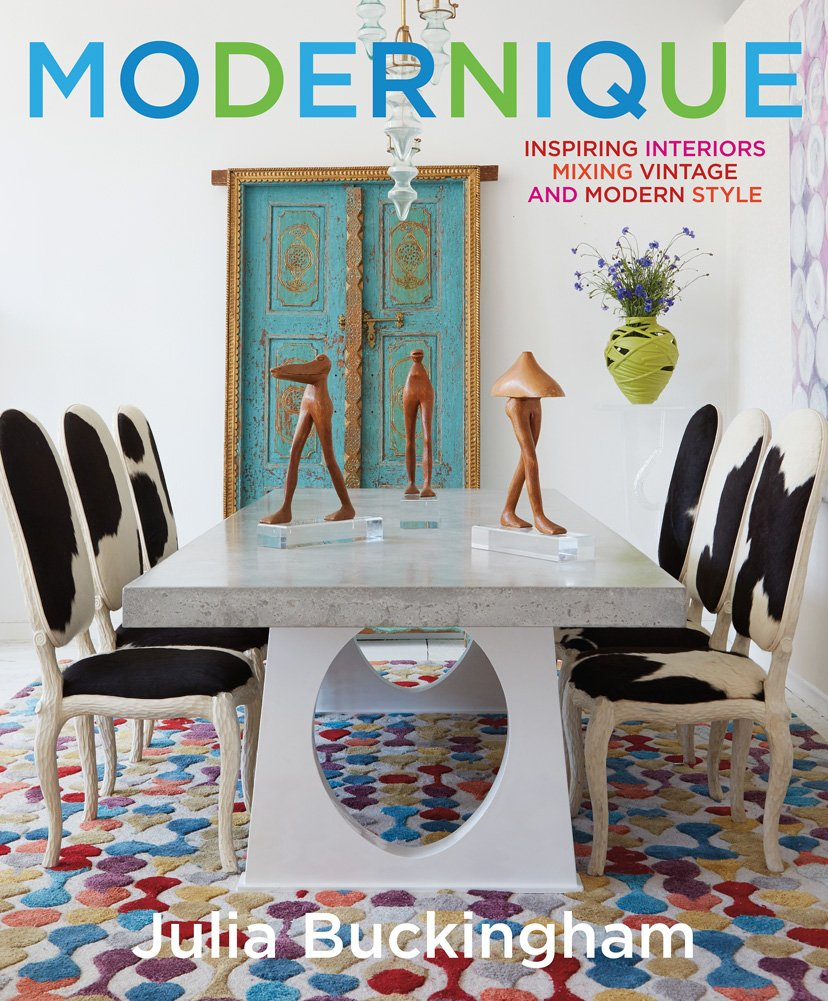 MODERNIQUE
INSPIRING INTERIORS
MIXING VINTAGE
AND MODERN STYLE
Julia Buckingham